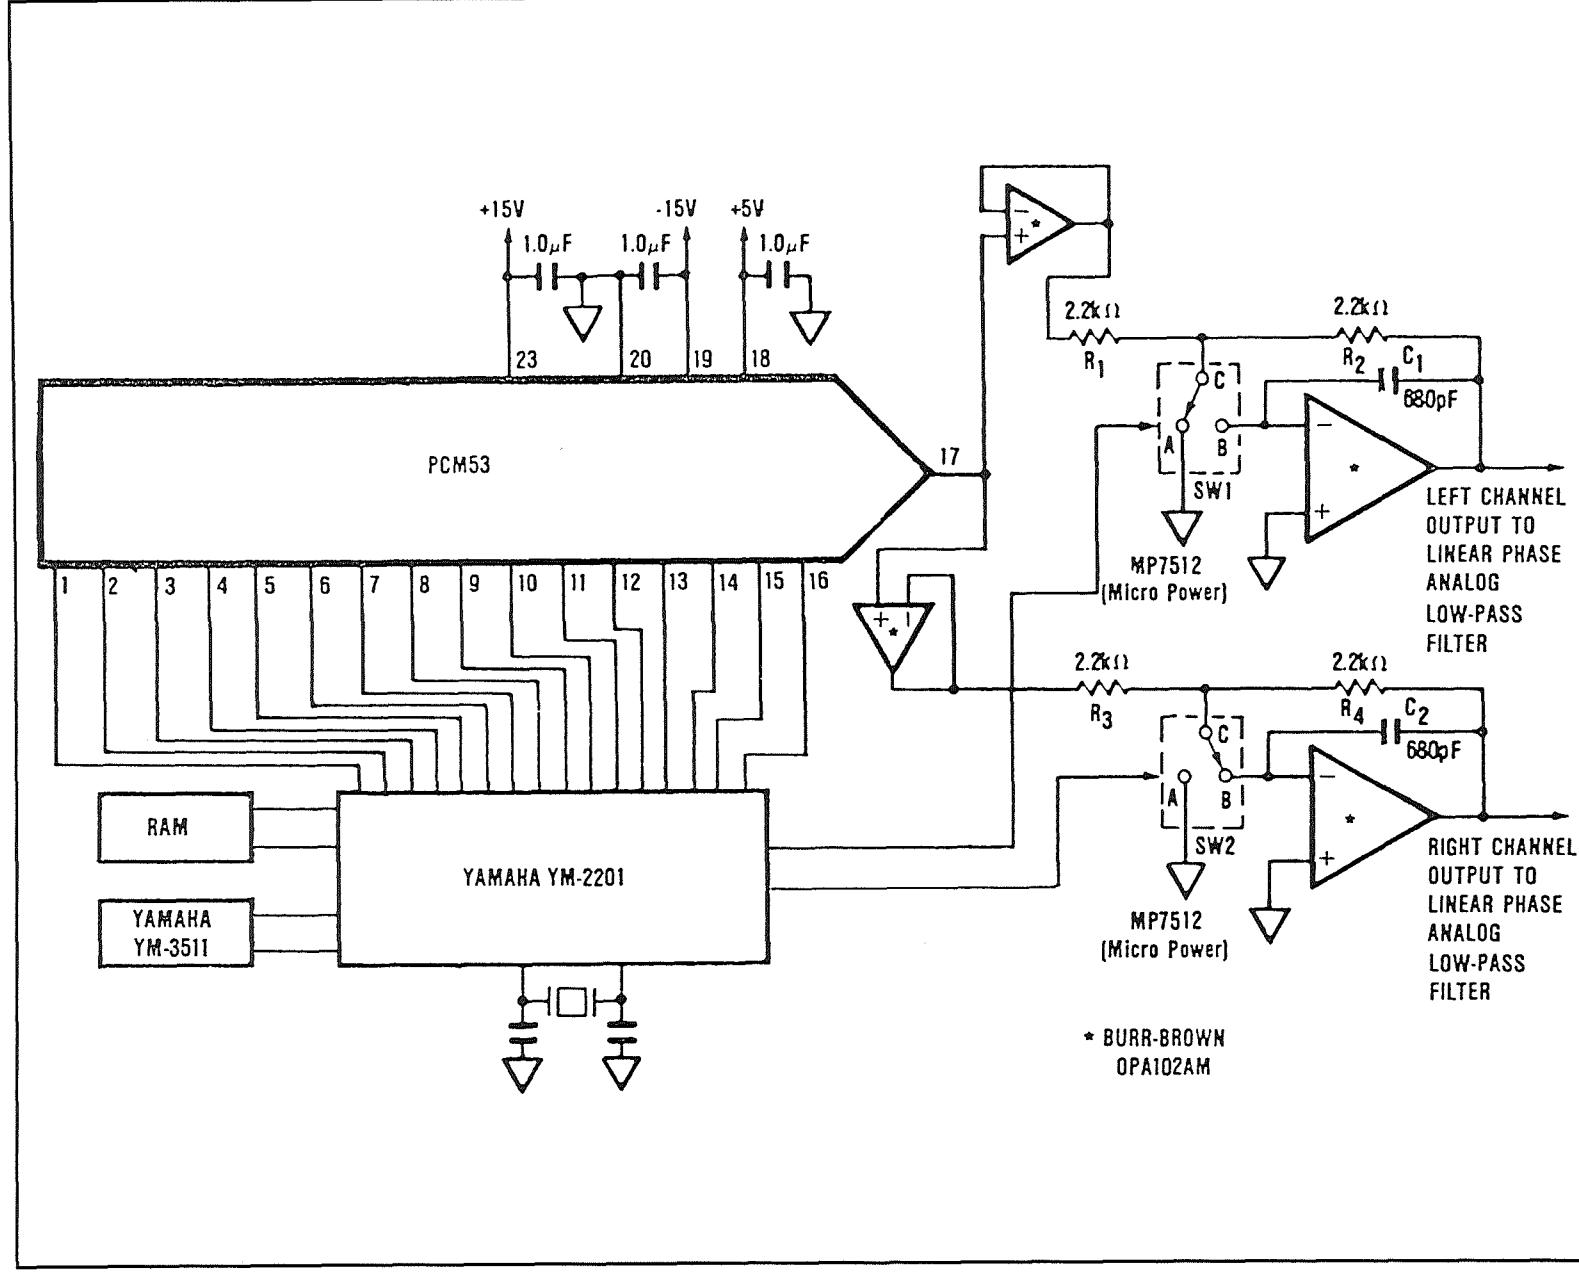 +15V
-15V
+5V
1.0μF
1.0μF
1.0μF
23
20
19
18
PCM53
17
1
2
3
4
5
6
7
8
9
10
11
12
13
14
15
16
RAM
YAMAHA
YM-3511
YAMAHA YM-2201
−
*
+
2.2kΩ
R1
2.2kΩ
R2
C1
680pF
C
A
B
SW1
MP7512
(Micro Power)
−
*
+
LEFT CHANNEL
OUTPUT TO
LINEAR PHASE
ANALOG
LOW-PASS
FILTER
+ −
*
2.2kΩ
R3
2.2kΩ
R4
C2
680pF
C
A
B
SW2
MP7512
(Micro Power)
−
*
+
RIGHT CHANNEL
OUTPUT TO
LINEAR PHASE
ANALOG
LOW-PASS
FILTER
* BURR-BROWN
OPA102AM